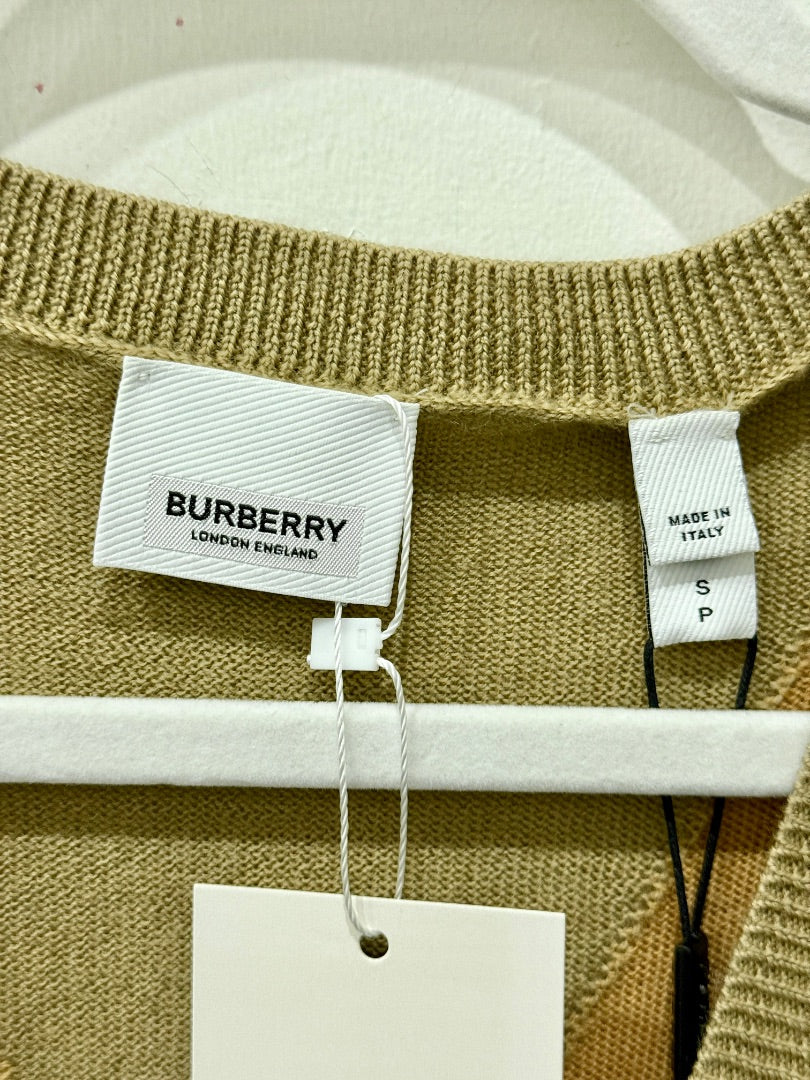 BURBERRY
LONDON ENGLAND
MADE IN
ITALY
S
P